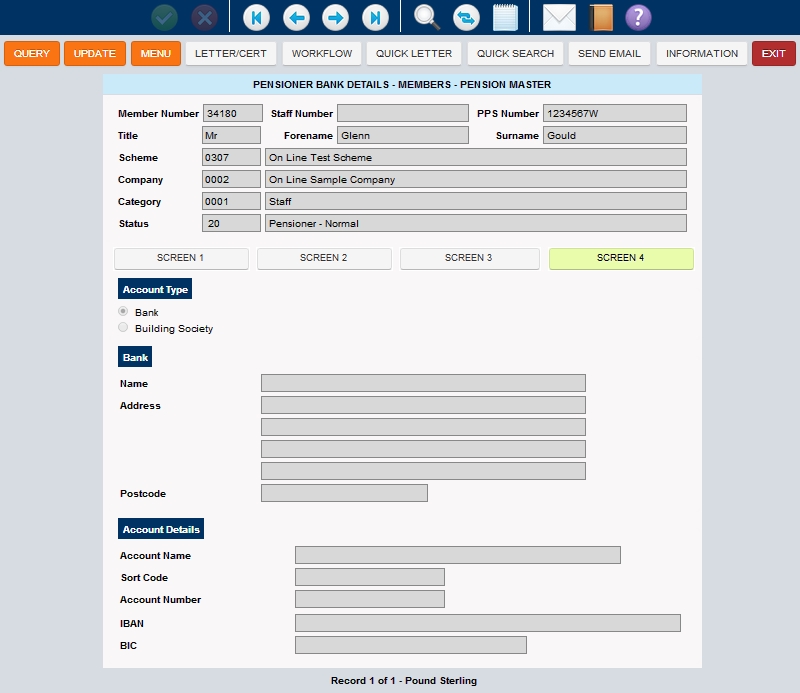 QUERY UPDATE MENU LETTER/CERT WORKFLOW QUICK LETTER QUICK SEARCH SEND EMAIL INFORMATION EXIT
PENSIONER BANK DETAILS - MEMBERS - PENSION MASTER
Member Number 34180 Staff Number PPS Number 1234567W
Title Mr Forename Glenn Surname Gould
Scheme 0307 On Line Test Scheme
Company 0002 On Line Sample Company
Category 0001 Staff
Status 20 Pensioner - Normal
SCREEN 1 SCREEN 2 SCREEN 3 SCREEN 4
Account Type
Bank
Building Society
Bank
Name
Address
Postcode
Account Details
Account Name
Sort Code
Account Number
IBAN
BIC
Record 1 of 1 - Pound Sterling